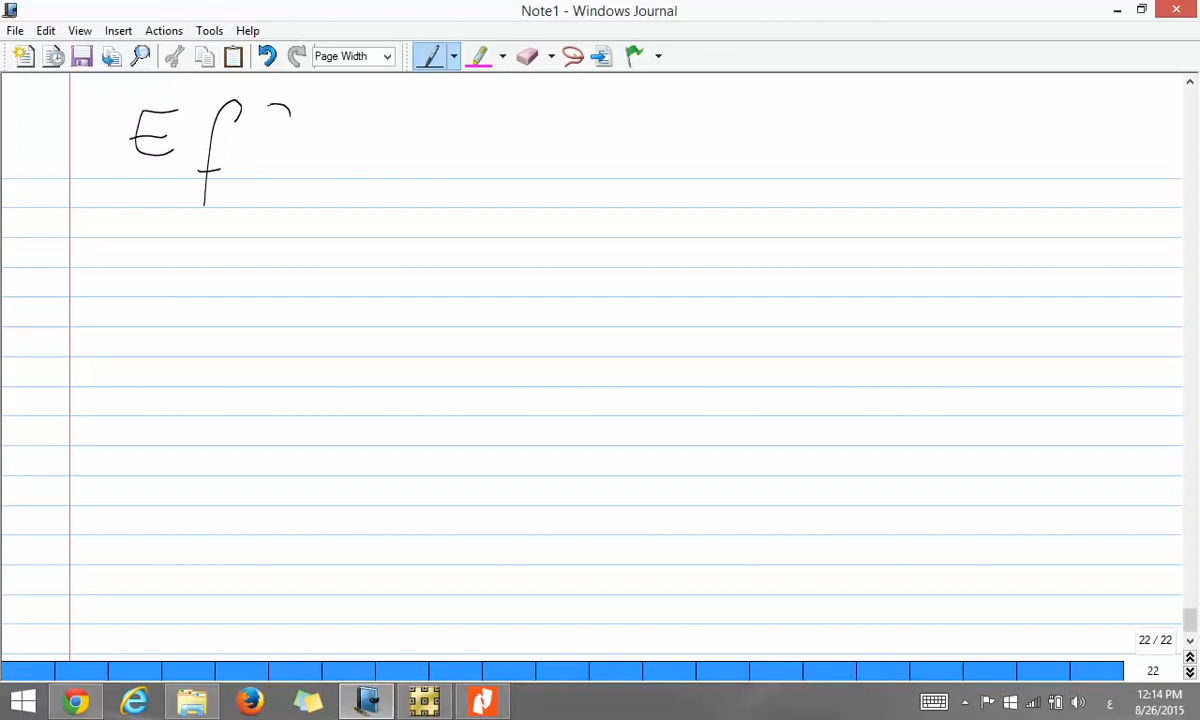 Note1 - Windows Journal
File Edit View Insert Actions Tools Help
Page Width
E f
22 / 22
22
ع
12:14 PM
8/26/2015